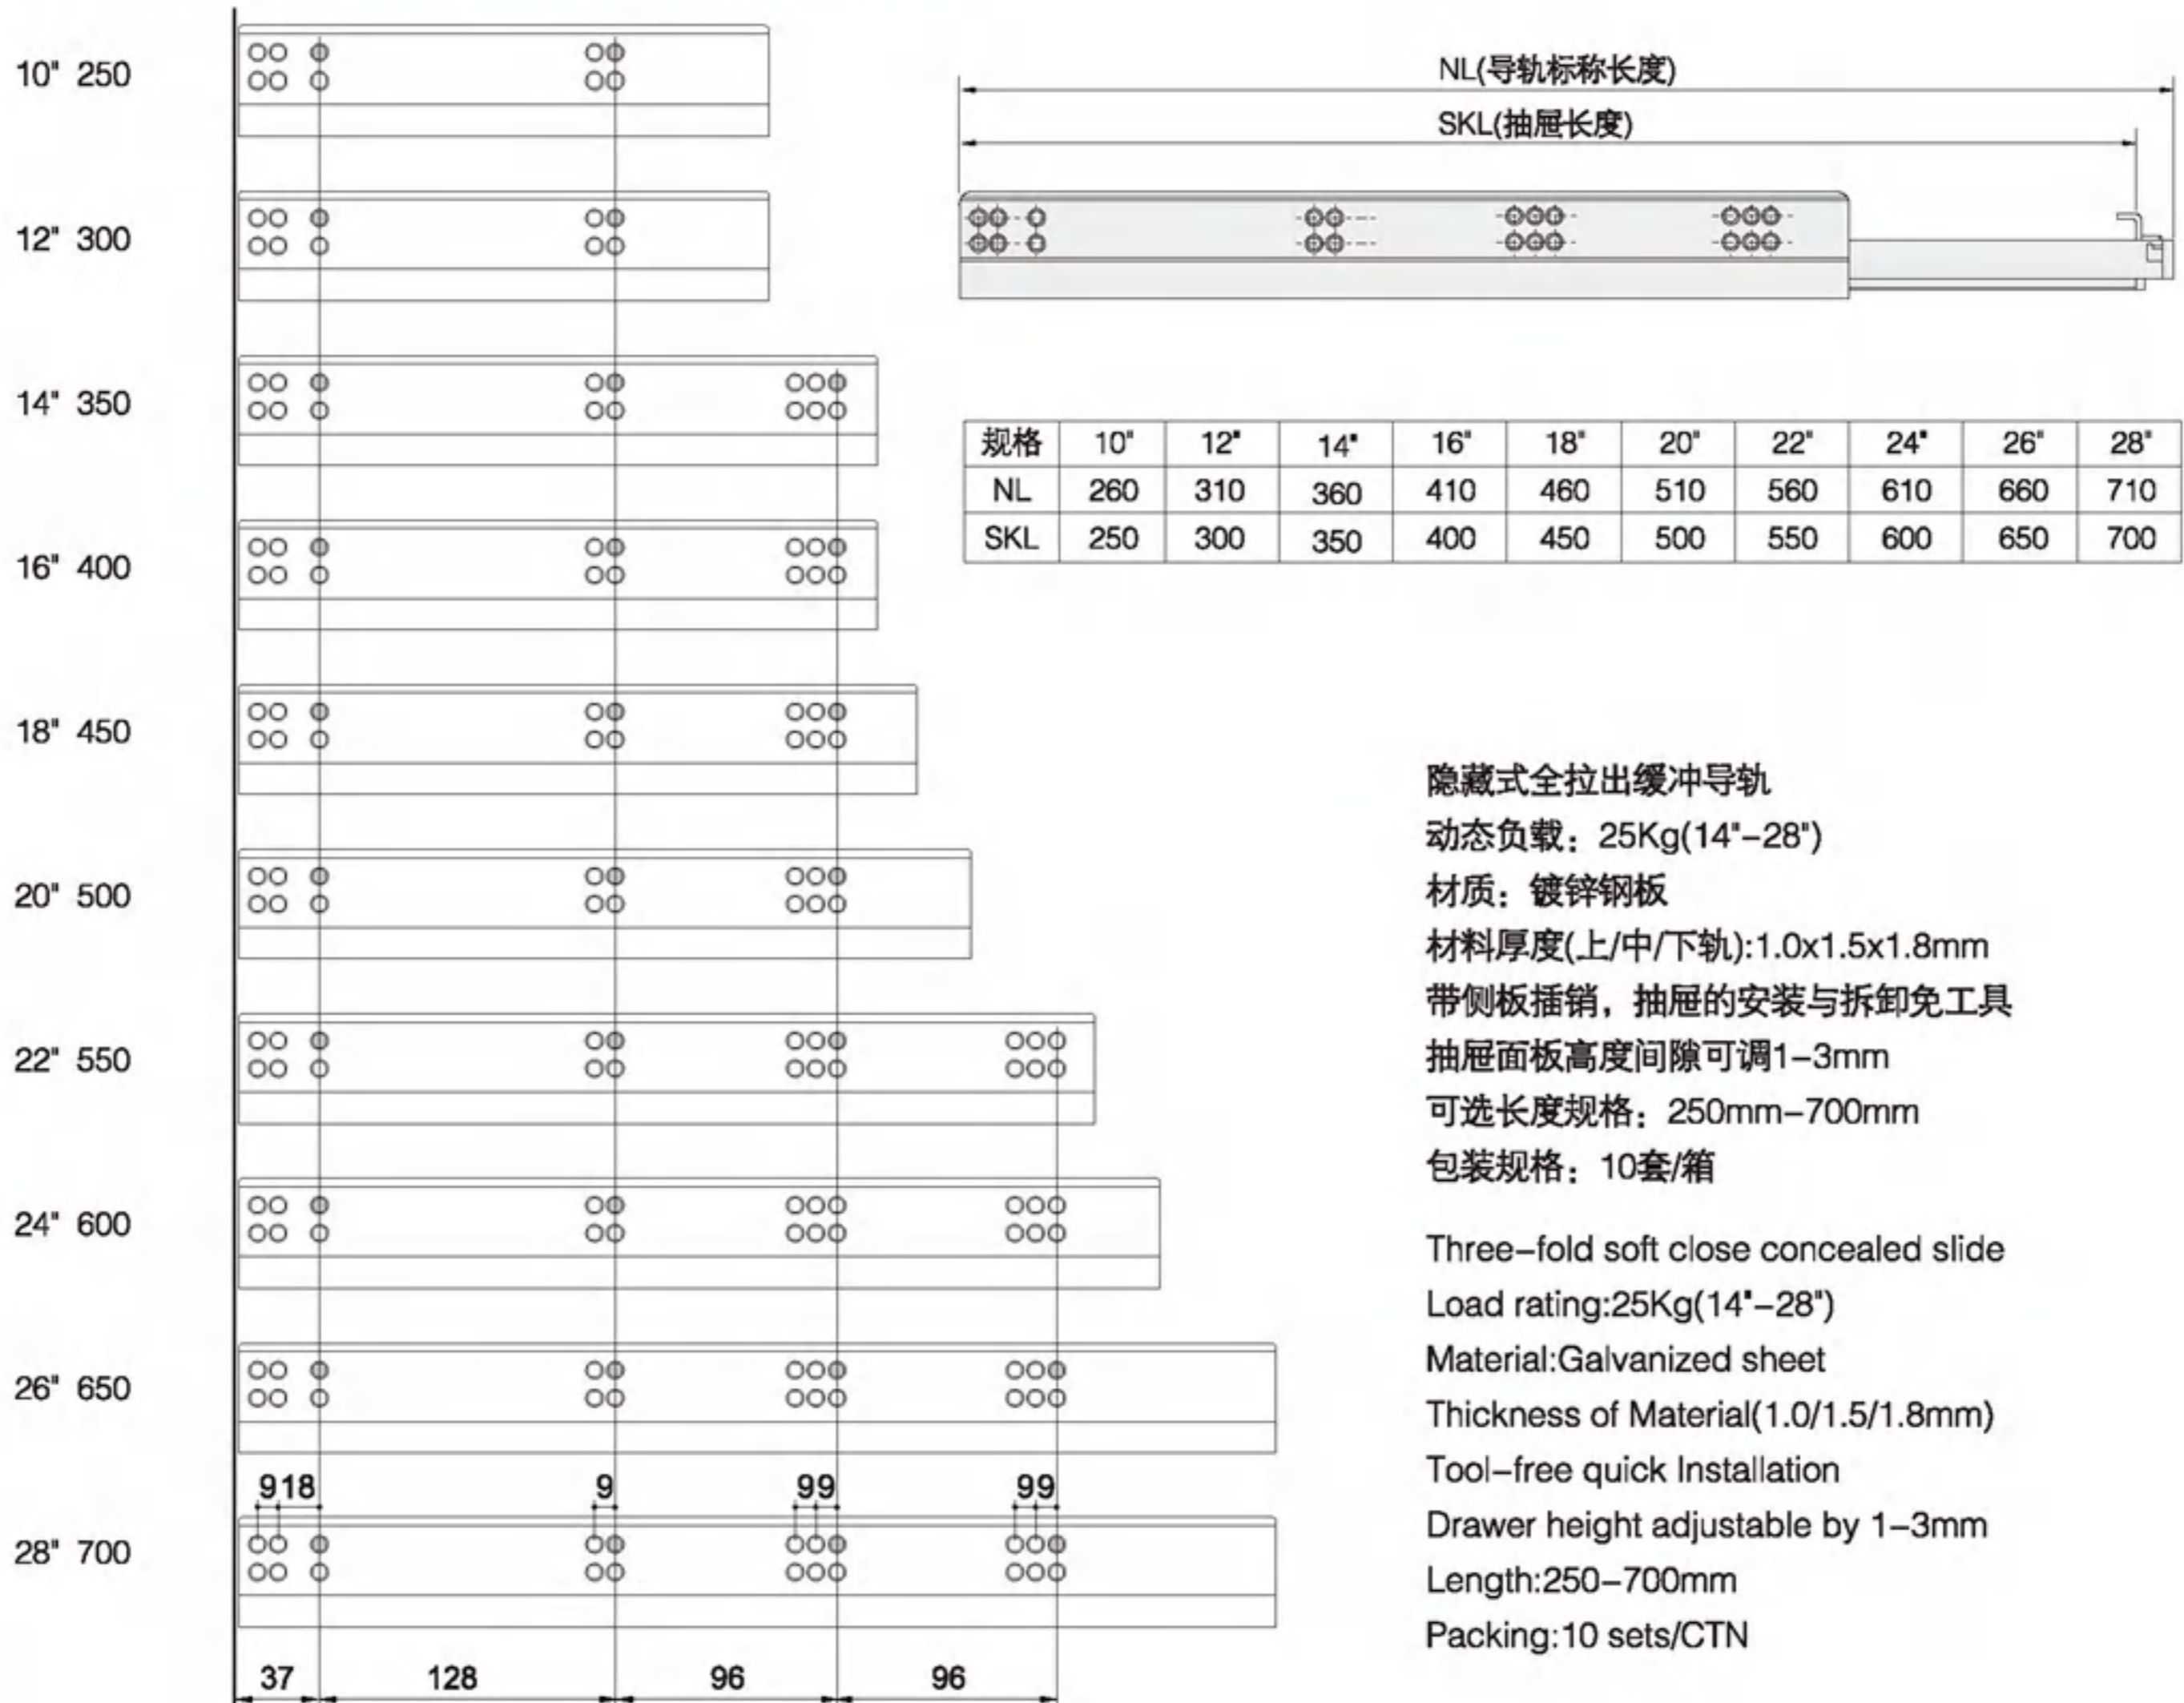 10" 250
12" 300
14" 350
16" 400
18" 450
20" 500
22" 550
24" 600
26" 650
918 9 99 99
28" 700
37 128 96 96
NL(导轨标称长度)
SKL(抽屉长度)
规格 10" 12" 14" 16" 18" 20" 22" 24" 26" 28"
NL 260 310 360 410 460 510 560 610 660 710
SKL 250 300 350 400 450 500 550 600 650 700
隐藏式全拉出缓冲导轨
动态负载：25Kg(14"-28")
材质：镀锌钢板
材料厚度(上/中/下轨):1.0x1.5x1.8mm
带侧板插销，抽屉的安装与拆卸免工具
抽屉面板高度间隙可调1-3mm
可选长度规格：250mm-700mm
包装规格：10套/箱
Three-fold soft close concealed slide
Load rating:25Kg(14"-28")
Material:Galvanized sheet
Thickness of Material(1.0/1.5/1.8mm)
Tool-free quick Installation
Drawer height adjustable by 1-3mm
Length:250-700mm
Packing:10 sets/CTN